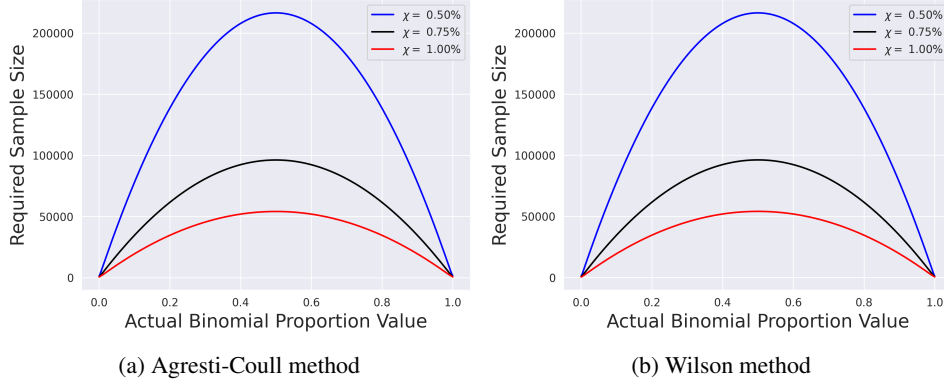 200000
150000
100000
50000
0
Required Sample Size
χ = 0.50%
χ = 0.75%
χ = 1.00%
0.0 0.2 0.4 0.6 0.8 1.0
Actual Binomial Proportion Value
(a) Agresti-Coull method
200000
150000
100000
50000
0
Required Sample Size
χ = 0.50%
χ = 0.75%
χ = 1.00%
0.0 0.2 0.4 0.6 0.8 1.0
Actual Binomial Proportion Value
(b) Wilson method